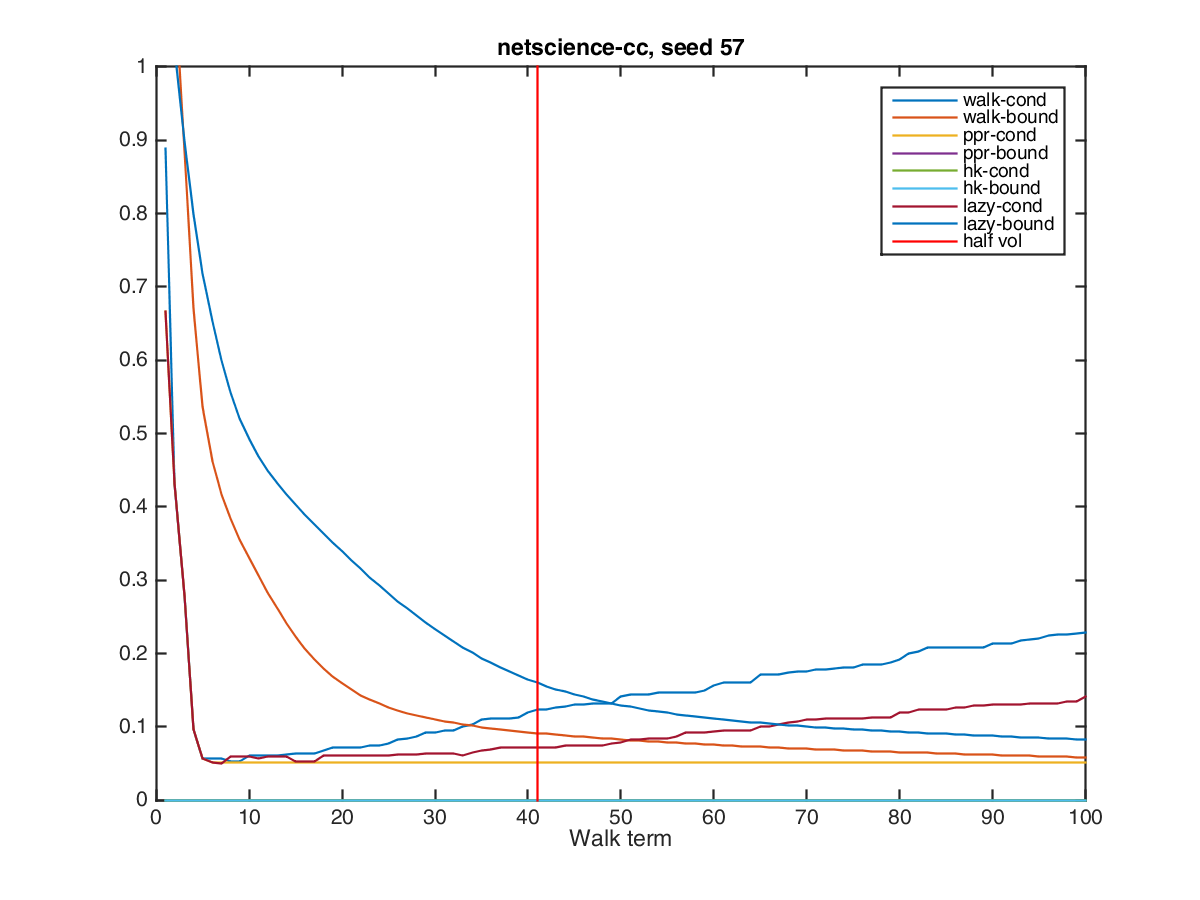 netscience-cc, seed 57
1
0.9
0.8
0.7
0.6
0.5
0.4
0.3
0.2
0.1
0
walk-cond
walk-bound
ppr-cond
ppr-bound
hk-cond
hk-bound
lazy-cond
lazy-bound
half vol
0 10 20 30 40 50 60 70 80 90 100
Walk term